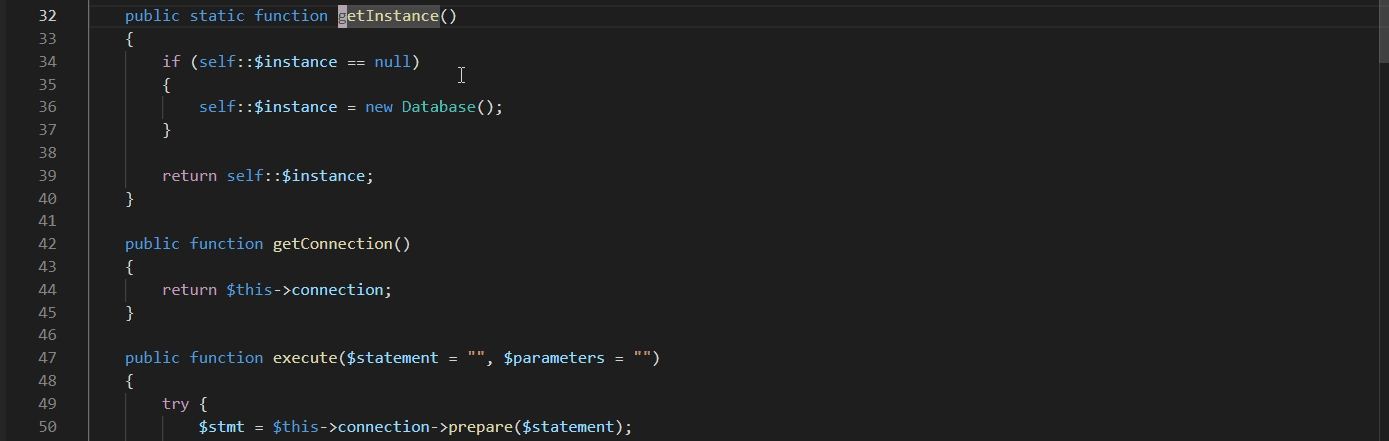 32 public static function getInstance()
33 {
34 if (self::$instance == null)
35 {
36 self::$instance = new Database();
37 }
38
39 return self::$instance;
40 }
41
42 public function getConnection()
43 {
44 return $this->connection;
45 }
46
47 public function execute($statement = "", $parameters = "")
48 {
49 try {
50 $stmt = $this->connection->prepare($statement);